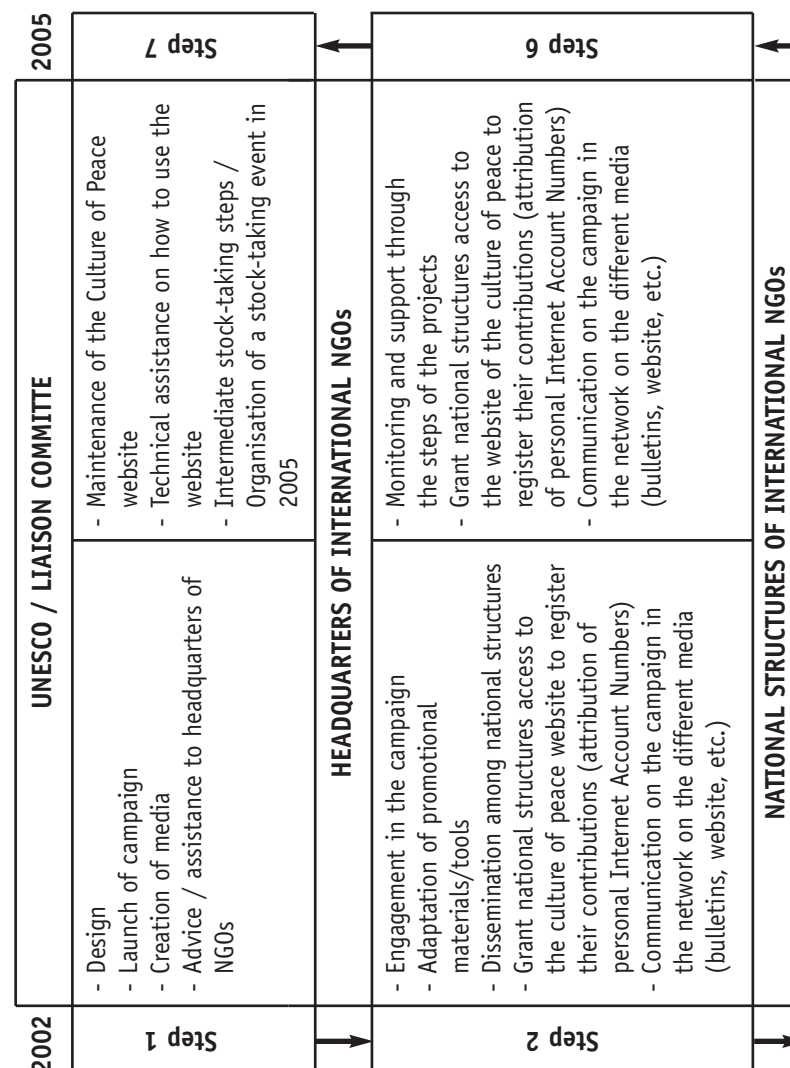 2002
2005
UNESCO / LIAISON COMMITTE
Step 1
- Design
- Launch of campaign
- Creation of media
- Advice / assistance to headquarters of
NGOs
- Maintenance of the Culture of Peace
website
- Technical assistance on how to use the
website
- Intermediate stock-taking steps /
Organisation of a stock-taking event in
2005
Step 7
HEADQUARTERS OF INTERNATIONAL NGOs
Step 2
- Engagement in the campaign
- Adaptation of promotional
materials/tools
- Dissemination among national structures
- Grant national structures access to
the culture of peace website to register
their contributions (attribution of
personal Internet Account Numbers)
- Communication on the campaign in
the network on the different media
(bulletins, website, etc.)
- Monitoring and support through
the steps of the projects
- Grant national structures access to
the website of the culture of peace to
register their contributions (attribution
of personal Internet Account Numbers)
- Communication on the campaign in
the network on the different media
(bulletins, website, etc.)
Step 6
NATIONAL STRUCTURES OF INTERNATIONAL NGOs